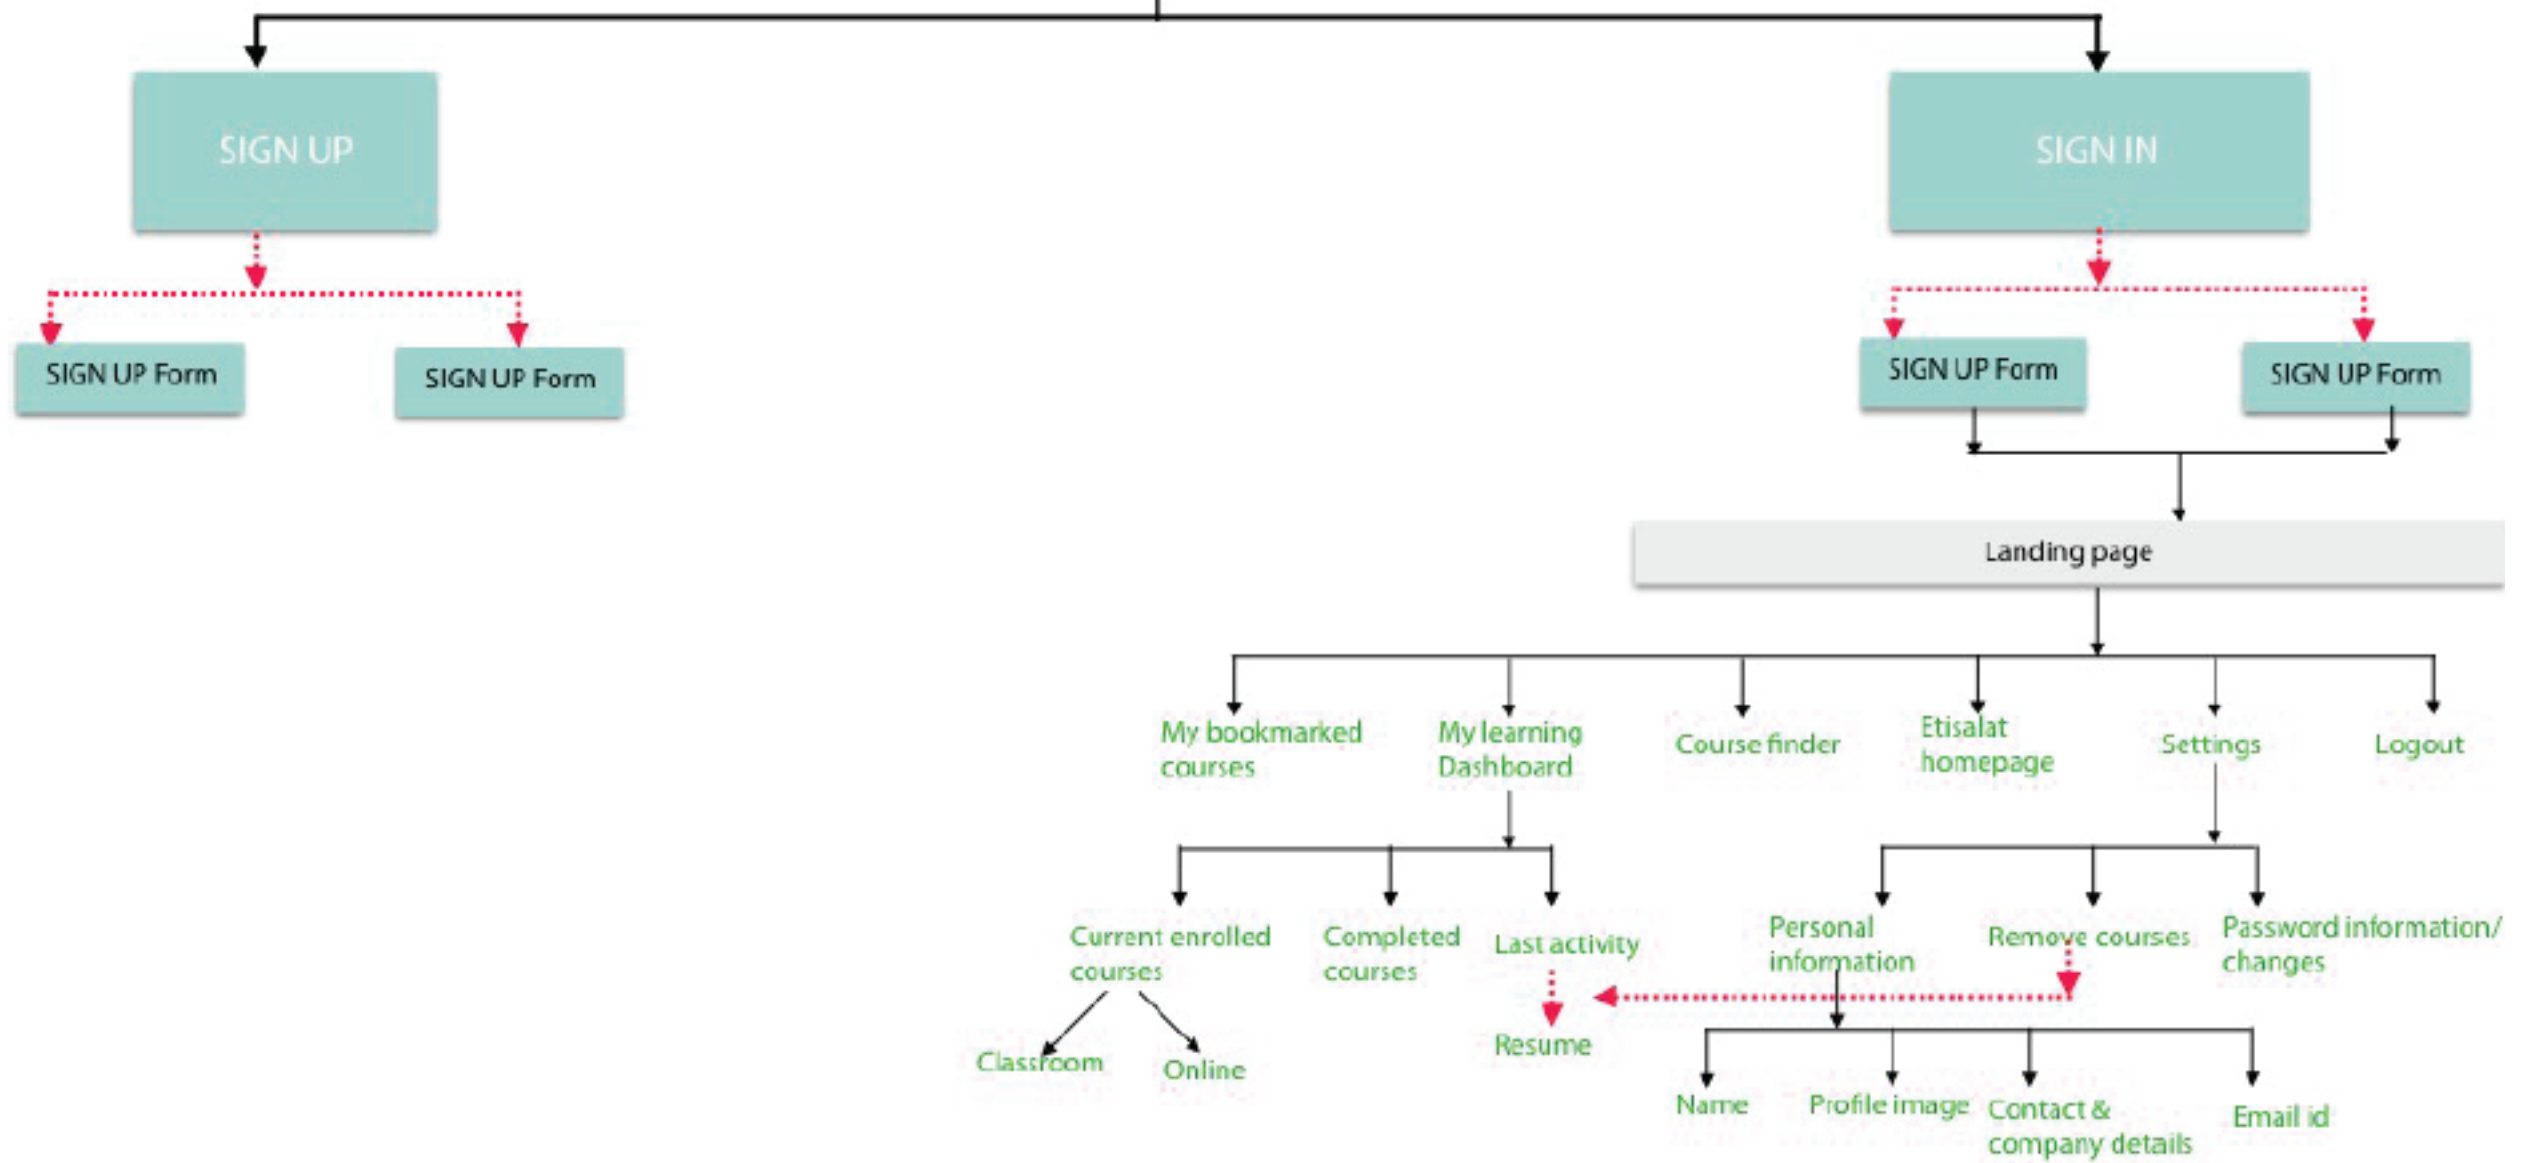 SIGN UP
SIGN IN
SIGN UP Form
SIGN UP Form
SIGN UP Form
SIGN UP Form
Landing page
My bookmarked
courses
My learning
Dashboard
Course finder
Etisalat
homepage
Settings
Logout
Current enrolled
courses
Completed
courses
Last activity
Personal
information
Remove courses
Password information/
changes
Classroom
Online
Resume
Name
Profile image
Contact &
company details
Email id